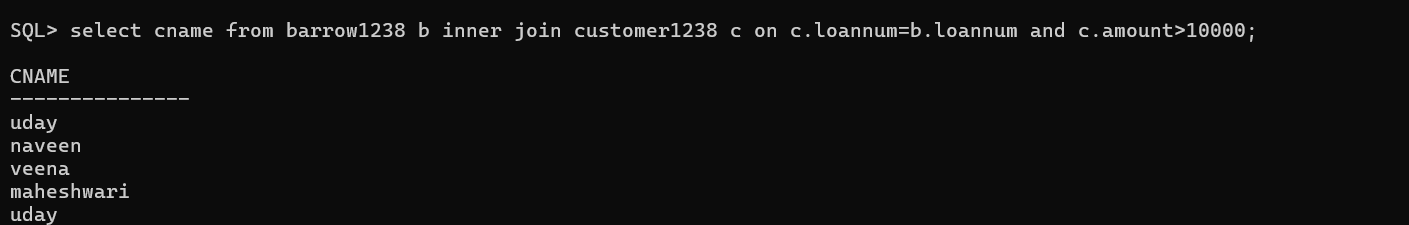 SQL> select cname from barrow1238 b inner join customer1238 c on c.loannum=b.loannum and c.amount>10000;
CNAME
---------------
uday
naveen
veena
maheshwari
uday